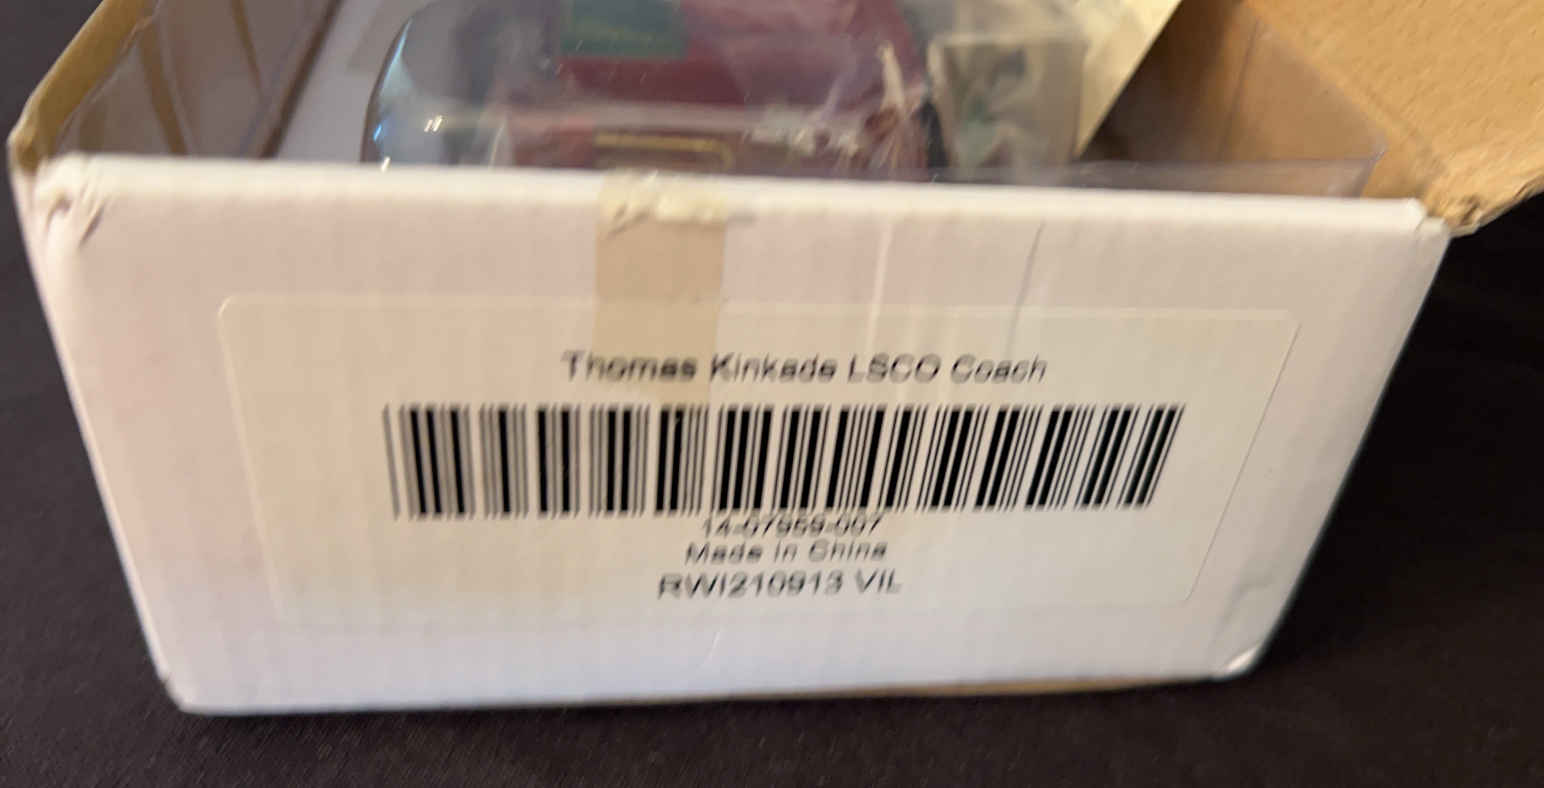 Thomas Kinkade LSCO Coach
14-07959-007
Made in China
RWI210913 VIL